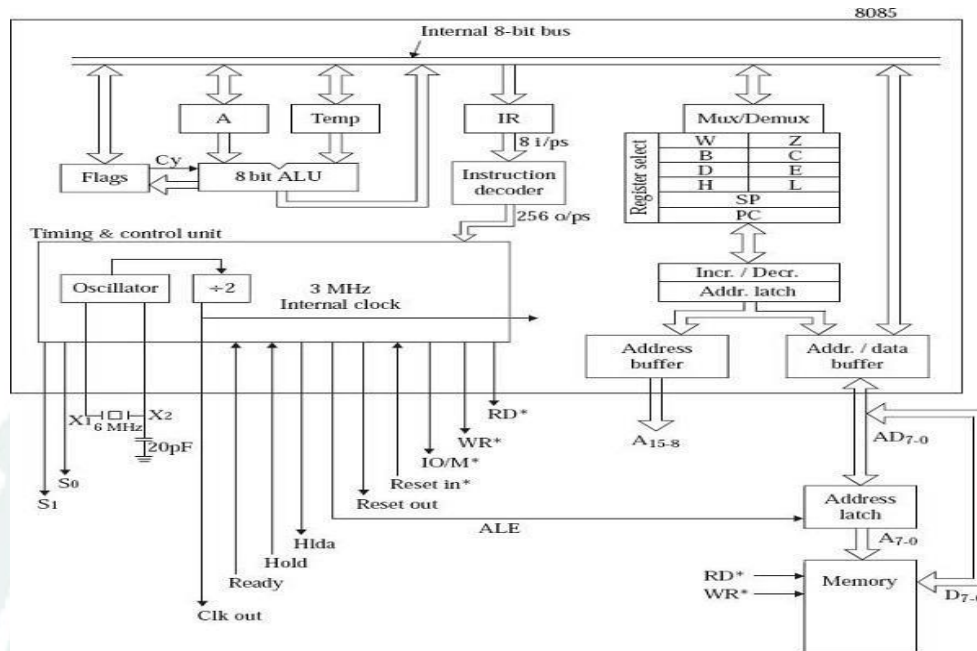 8085
Internal 8-bit bus
A
Temp
IR
Mux/Demux
8 i/ps
W Z
B C
D E
H L
SP
PC
Register select
Cy
Flags
8 bit ALU
Instruction
decoder
256 o/ps
Timing & control unit
Oscillator
÷2
3 MHz
Internal clock
Incr. / Decr.
Addr. latch
Address
buffer
Addr. / data
buffer
X1
X2
6 MHz
20pF
RD*
WR*
IO/M*
Reset in*
Reset out
S0
S1
A15-8
AD7-0
Address
latch
ALE
A7-0
Hlda
Hold
Ready
Clk out
RD*
WR*
Memory
D7-0